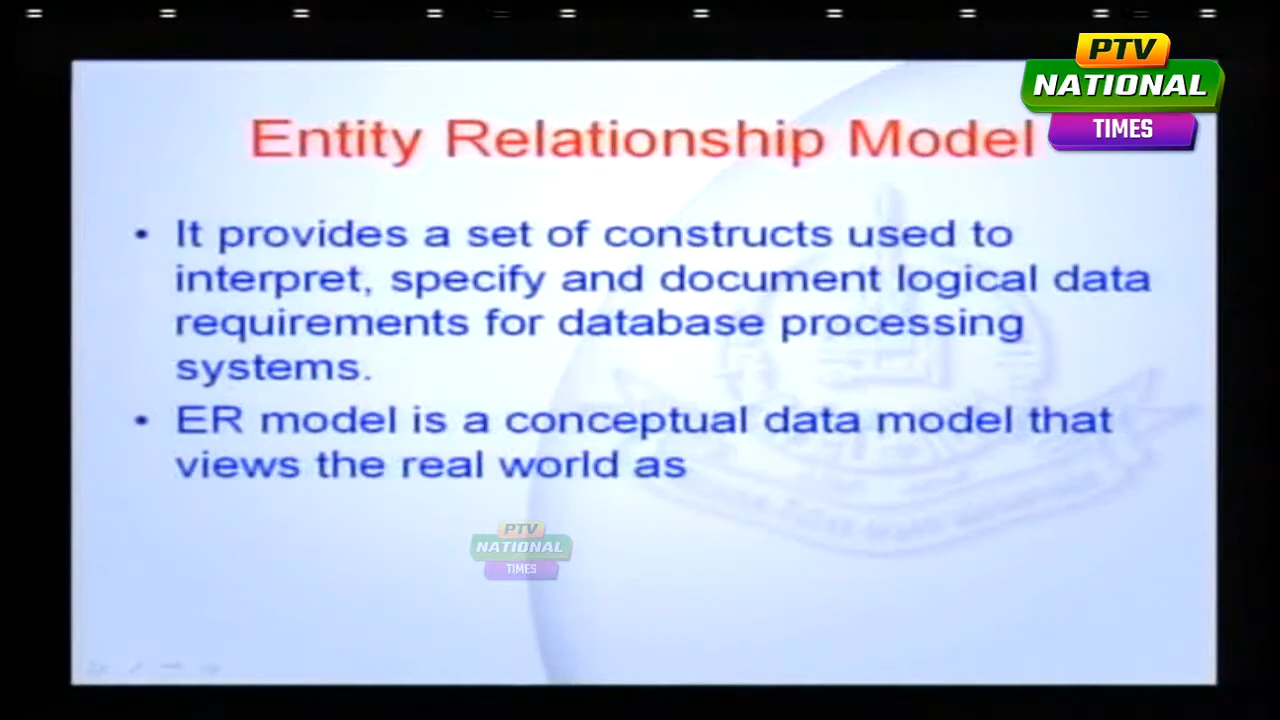 PTV
NATIONAL
TIMES
Entity Relationship Model
• It provides a set of constructs used to
interpret, specify and document logical data
requirements for database processing
systems.
• ER model is a conceptual data model that
views the real world as
PTV
NATIONAL
TIMES